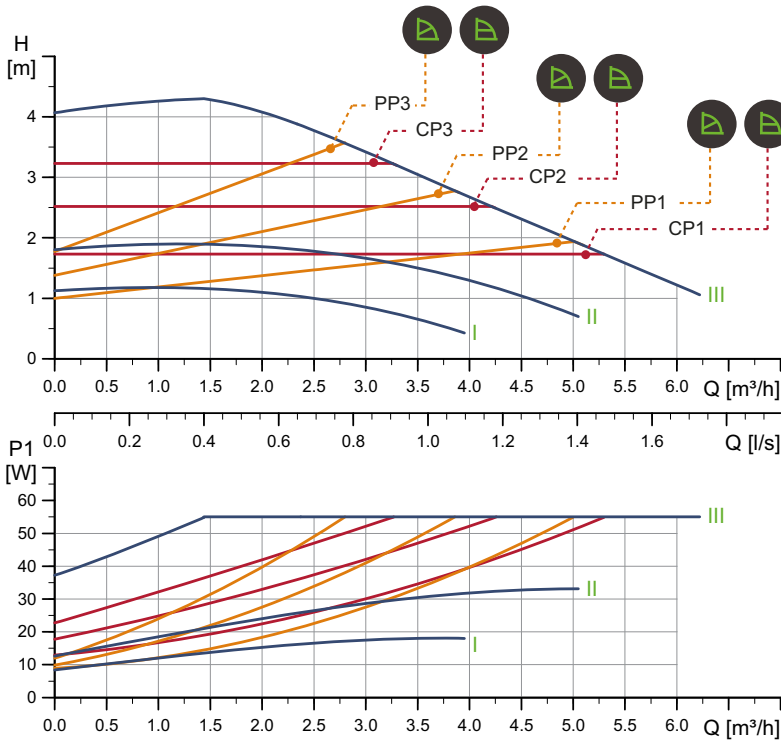 H
[m]
PP3
CP3
4
PP2
3
CP2
PP1
CP1
2
1
III
II
I
0
0.0 0.5 1.0 1.5 2.0 2.5 3.0 3.5 4.0 4.5 5.0 5.5 6.0 Q [m³/h]
0.0 0.2 0.4 0.6 0.8 1.0 1.2 1.4 1.6 Q [l/s]
P1
[W]
60
50
III
40
30
II
20
I
10
0
0.0 0.5 1.0 1.5 2.0 2.5 3.0 3.5 4.0 4.5 5.0 5.5 6.0 Q [m³/h]